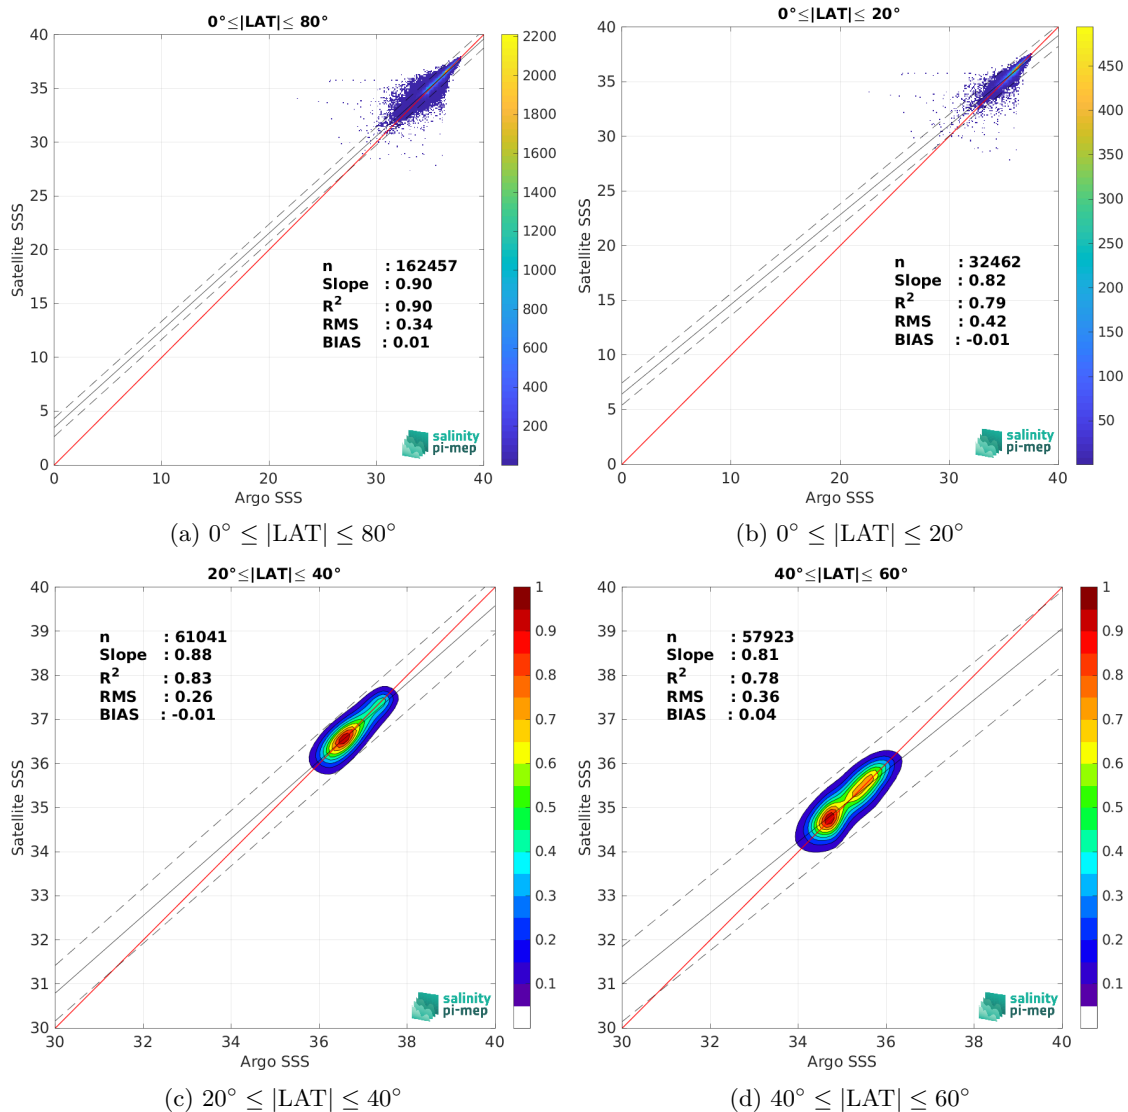 0°≤|LAT|≤ 80°
Satellite SSS
40
35
30
25
20
15
10
5
0
0
10
20
30
40
Argo SSS
n : 162457
Slope : 0.90
R² : 0.90
RMS : 0.34
BIAS : 0.01
salinity
pi-mep
2200
2000
1800
1600
1400
1200
1000
800
600
400
200
(a) 0° ≤ |LAT| ≤ 80°
0°≤|LAT|≤ 20°
Satellite SSS
40
35
30
25
20
15
10
5
0
0
10
20
30
40
Argo SSS
n : 32462
Slope : 0.82
R² : 0.79
RMS : 0.42
BIAS : -0.01
salinity
pi-mep
450
400
350
300
250
200
150
100
50
(b) 0° ≤ |LAT| ≤ 20°
20°≤|LAT|≤ 40°
Satellite SSS
40
39
38
37
36
35
34
33
32
31
30
30
32
34
36
38
40
Argo SSS
n : 61041
Slope : 0.88
R² : 0.83
RMS : 0.26
BIAS : -0.01
salinity
pi-mep
1
0.9
0.8
0.7
0.6
0.5
0.4
0.3
0.2
0.1
(c) 20° ≤ |LAT| ≤ 40°
40°≤|LAT|≤ 60°
Satellite SSS
40
39
38
37
36
35
34
33
32
31
30
30
32
34
36
38
40
Argo SSS
n : 57923
Slope : 0.81
R² : 0.78
RMS : 0.36
BIAS : 0.04
salinity
pi-mep
1
0.9
0.8
0.7
0.6
0.5
0.4
0.3
0.2
0.1
(d) 40° ≤ |LAT| ≤ 60°